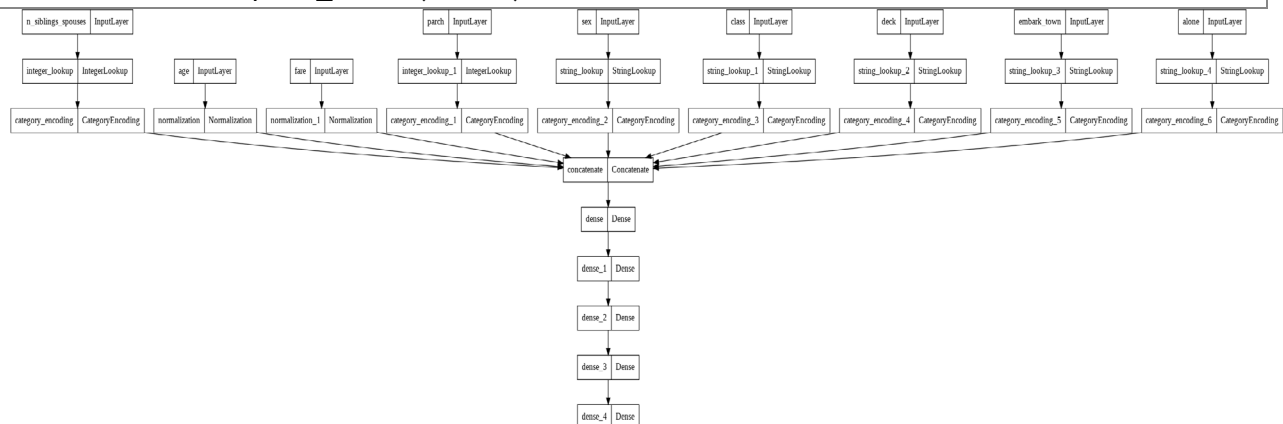 n_siblings_spouses InputLayer parch InputLayer sex InputLayer class InputLayer deck InputLayer embark_town InputLayer alone InputLayer
integer_lookup IntegerLookup age InputLayer fare InputLayer integer_lookup_1 IntegerLookup string_lookup StringLookup string_lookup_1 StringLookup string_lookup_2 StringLookup string_lookup_3 StringLookup string_lookup_4 StringLookup
category_encoding CategoryEncoding normalization Normalization normalization_1 Normalization category_encoding_1 CategoryEncoding category_encoding_2 CategoryEncoding category_encoding_3 CategoryEncoding category_encoding_4 CategoryEncoding category_encoding_5 CategoryEncoding category_encoding_6 CategoryEncoding
concatenate Concatenate
dense Dense
dense_1 Dense
dense_2 Dense
dense_3 Dense
dense_4 Dense